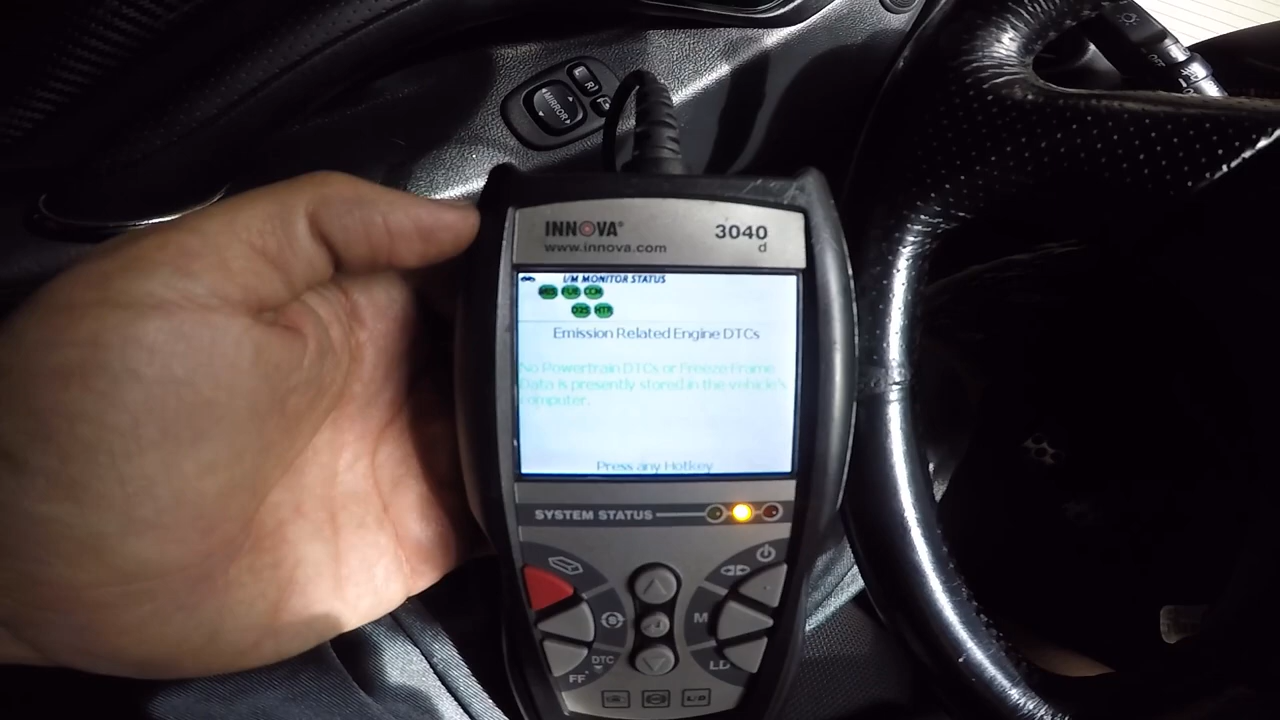 L R
MIRROR
OFF
INNOVA®
www.innova.com
3040
d
I/M MONITOR STATUS
MIS FUE CCM
O2S HTR
Emission Related Engine DTCs
No Powertrain DTCs or Freeze Frame
Data is presently stored in the vehicle's
computer.
Press any Hotkey
SYSTEM STATUS
M
DTC
FF
LD
L/D